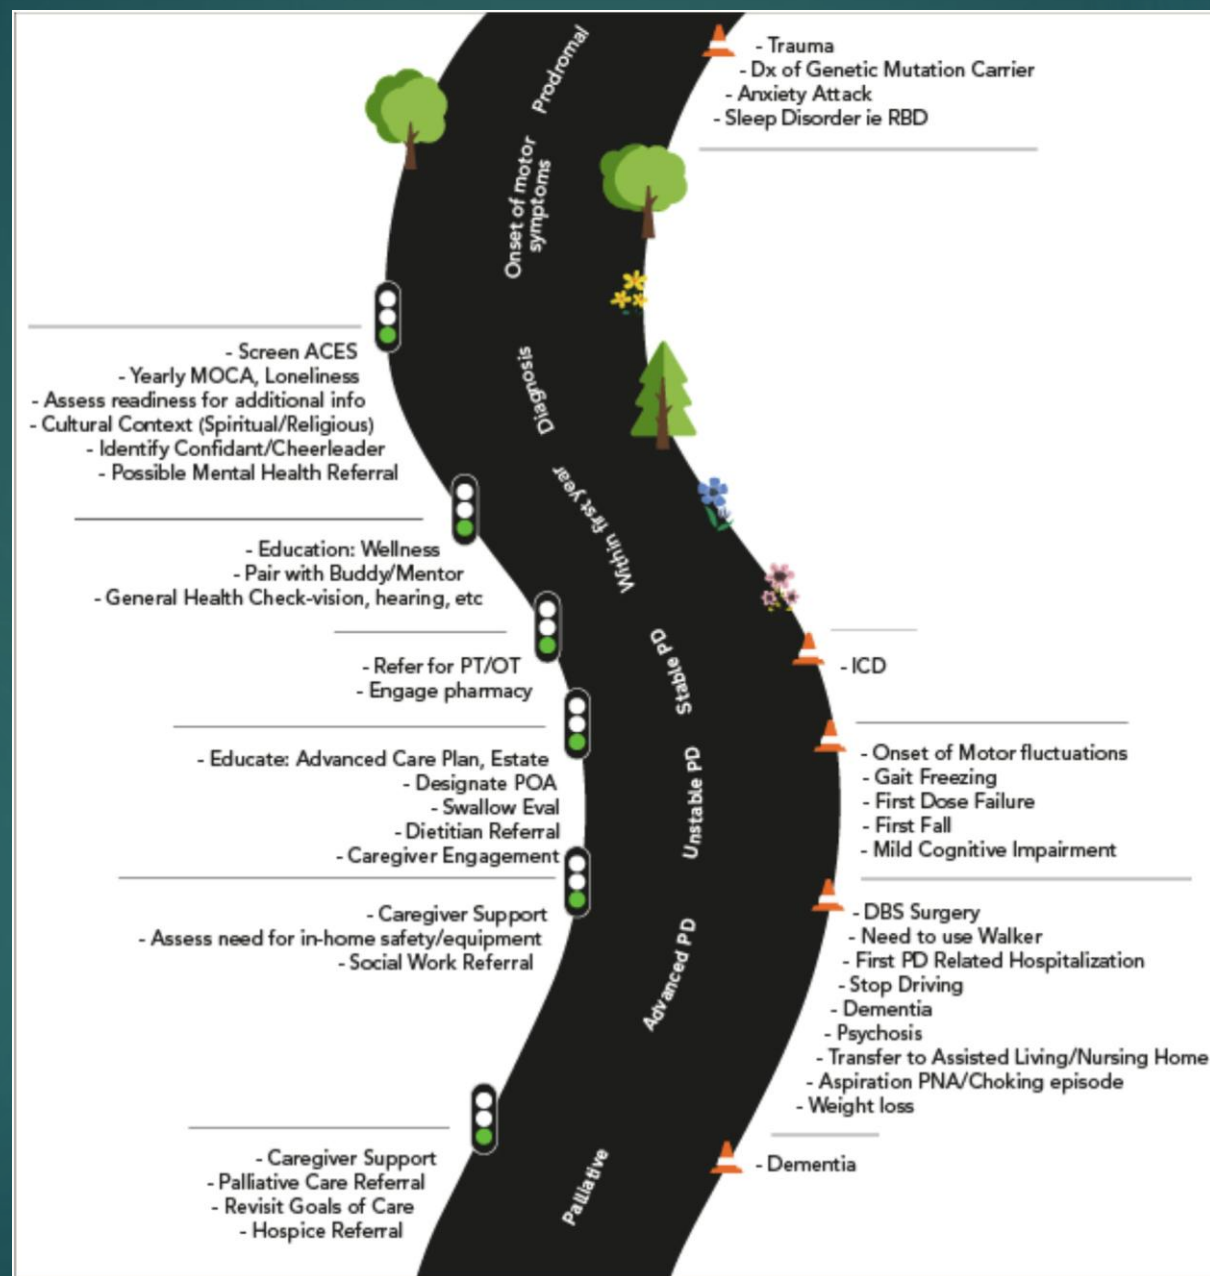 Prodromal
- Trauma
- Dx of Genetic Mutation Carrier
- Anxiety Attack
- Sleep Disorder ie RBD
Onset of motor
symptoms
Diagnosis
- Screen ACES
- Yearly MOCA, Loneliness
- Assess readiness for additional info
- Cultural Context (Spiritual/Religious)
- Identify Confidant/Cheerleader
- Possible Mental Health Referral
Within first year
- Education: Wellness
- Pair with Buddy/Mentor
- General Health Check-vision, hearing, etc
Stable PD
- Refer for PT/OT
- Engage pharmacy
- ICD
Unstable PD
- Educate: Advanced Care Plan, Estate
- Designate POA
- Swallow Eval
- Dietitian Referral
- Caregiver Engagement
- Onset of Motor fluctuations
- Gait Freezing
- First Dose Failure
- First Fall
- Mild Cognitive Impairment
Advanced PD
- Caregiver Support
- Assess need for in-home safety/equipment
- Social Work Referral
- DBS Surgery
- Need to use Walker
- First PD Related Hospitalization
- Stop Driving
- Dementia
- Psychosis
- Transfer to Assisted Living/Nursing Home
- Aspiration PNA/Choking episode
- Weight loss
Palliative
- Caregiver Support
- Palliative Care Referral
- Revisit Goals of Care
- Hospice Referral
- Dementia